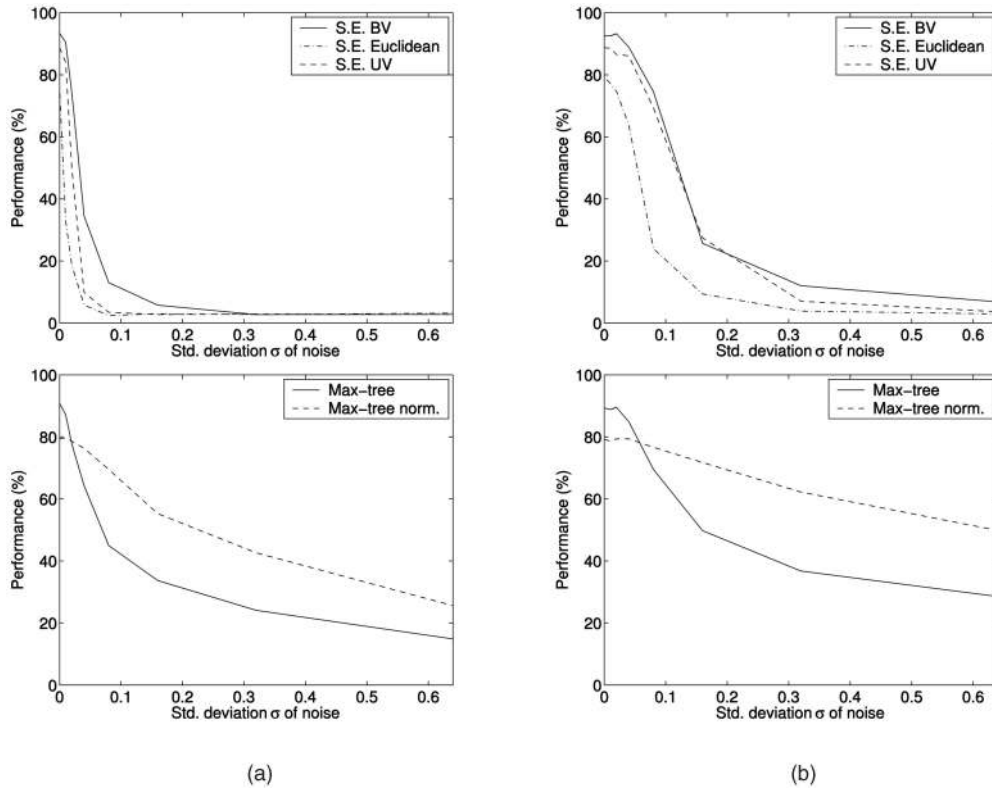 100
80
60
40
20
0
Performance (%)
S.E. BV
S.E. Euclidean
S.E. UV
0 0.1 0.2 0.3 0.4 0.5 0.6
Std. deviation σ of noise
100
80
60
40
20
0
Performance (%)
S.E. BV
S.E. Euclidean
S.E. UV
0 0.1 0.2 0.3 0.4 0.5 0.6
Std. deviation σ of noise
100
80
60
40
20
0
Performance (%)
Max-tree
Max-tree norm.
0 0.1 0.2 0.3 0.4 0.5 0.6
Std. deviation σ of noise
100
80
60
40
20
0
Performance (%)
Max-tree
Max-tree norm.
0 0.1 0.2 0.3 0.4 0.5 0.6
Std. deviation σ of noise
(a)
(b)